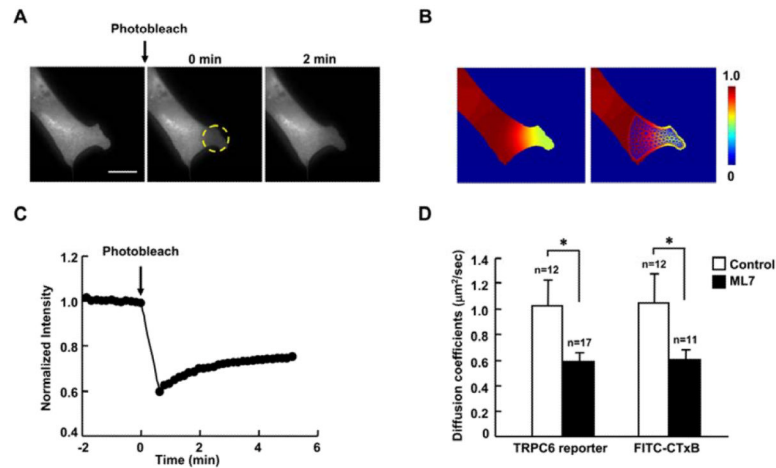 A
Photobleach
0 min
2 min
B
1.0
0
C
Photobleach
Normalized Intensity
1.2
1.0
0.8
0.6
0.4
-2
0
2
4
6
Time (min)
D
Diffusion coefficients (μm²/sec)
1.4
1.2
1.0
0.8
0.6
0.4
0.2
0
*
n=12
n=17
*
n=12
n=11
Control
ML7
TRPC6 reporter
FITC-CTxB